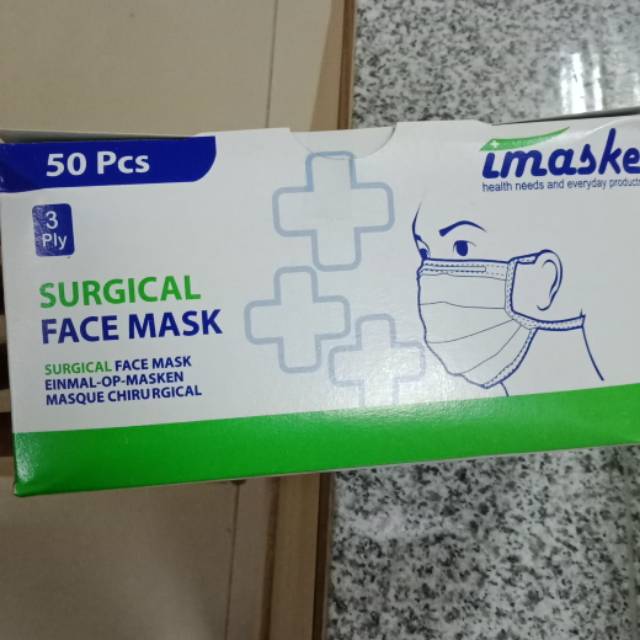 50 Pcs
imaske
health needs and everyday products
3
Ply
SURGICAL
FACE MASK
SURGICAL FACE MASK
EINMAL-OP-MASKEN
MASQUE CHIRURGICAL